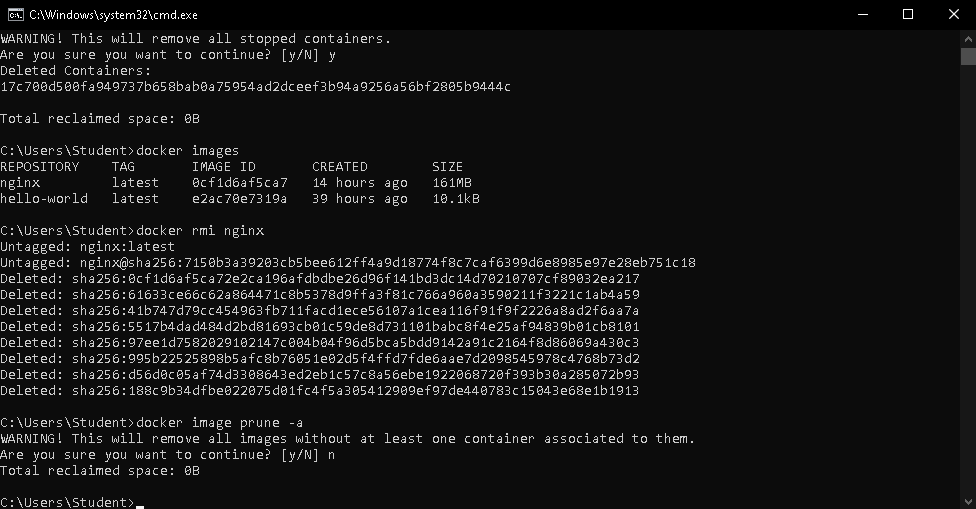 C:\Windows\system32\cmd.exe
WARNING! This will remove all stopped containers.
Are you sure you want to continue? [y/N] y
Deleted Containers:
17c700d500fa949737b658bab0a75954ad2dceef3b94a9256a56bf2805b9444c
Total reclaimed space: 0B
C:\Users\Student>docker images
REPOSITORY    TAG       IMAGE ID       CREATED        SIZE
nginx         latest    0cf1d6af5ca7   14 hours ago   161MB
hello-world   latest    e2ac70e7319a   39 hours ago   10.1kB
C:\Users\Student>docker rmi nginx
Untagged: nginx:latest
Untagged: nginx@sha256:7150b3a39203cb5bee612ff4a9d18774f8c7caf6399d6e8985e97e28eb751c18
Deleted: sha256:0cf1d6af5ca72e2ca196afdbdbe26d96f141bd3dc14d70210707cf89032ea217
Deleted: sha256:61633ce66c62a864471c8b5378d9ffa3f81c766a960a3590211f3221c1ab4a59
Deleted: sha256:41b747d79cc454963fb711facd1ece56107a1cea116f91f9f2226a8ad2f6aa7a
Deleted: sha256:5517b4dad484d2bd81693cb01c59de8d731101babc8f4e25af94839b01cb8101
Deleted: sha256:97ee1d7582029102147c004b04f96d5bca5bdd9142a91c2164f8d86069a430c3
Deleted: sha256:995b22525898b5afc8b76051e02d5f4ffd7fde6aae7d2098545978c4768b73d2
Deleted: sha256:d56d0c05af74d3308643ed2eb1c57c8a56ebe1922068720f393b30a285072b93
Deleted: sha256:188c9b34dfbe022075d01fc4f5a305412909ef97de440783c15043e68e1b1913
C:\Users\Student>docker image prune -a
WARNING! This will remove all images without at least one container associated to them.
Are you sure you want to continue? [y/N] n
Total reclaimed space: 0B
C:\Users\Student>